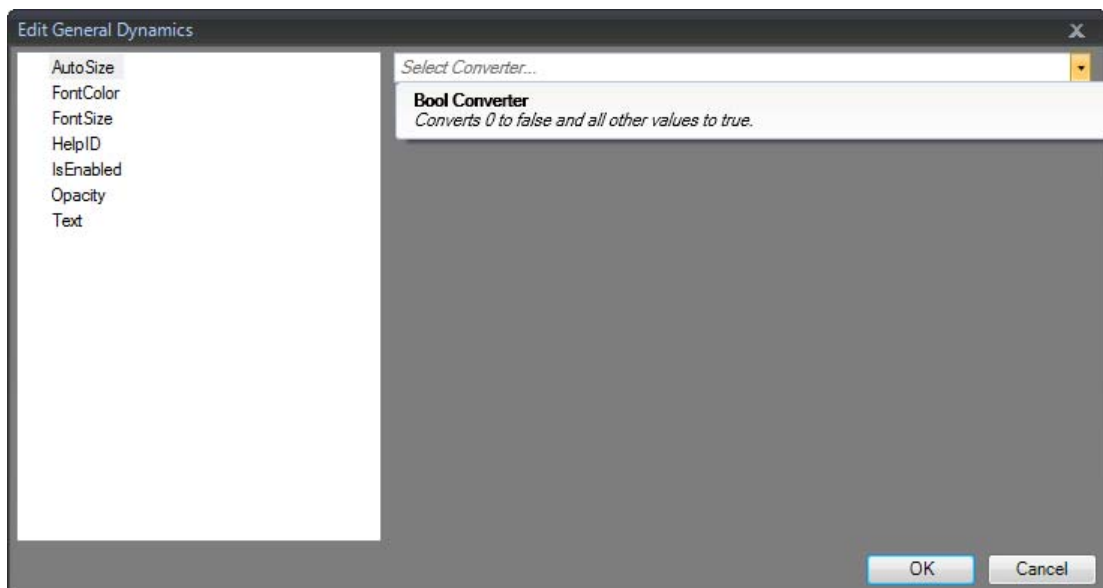 Edit General Dynamics
AutoSize
FontColor
FontSize
HelpID
IsEnabled
Opacity
Text
Select Converter...
Bool Converter
Converts 0 to false and all other values to true.
OK
Cancel